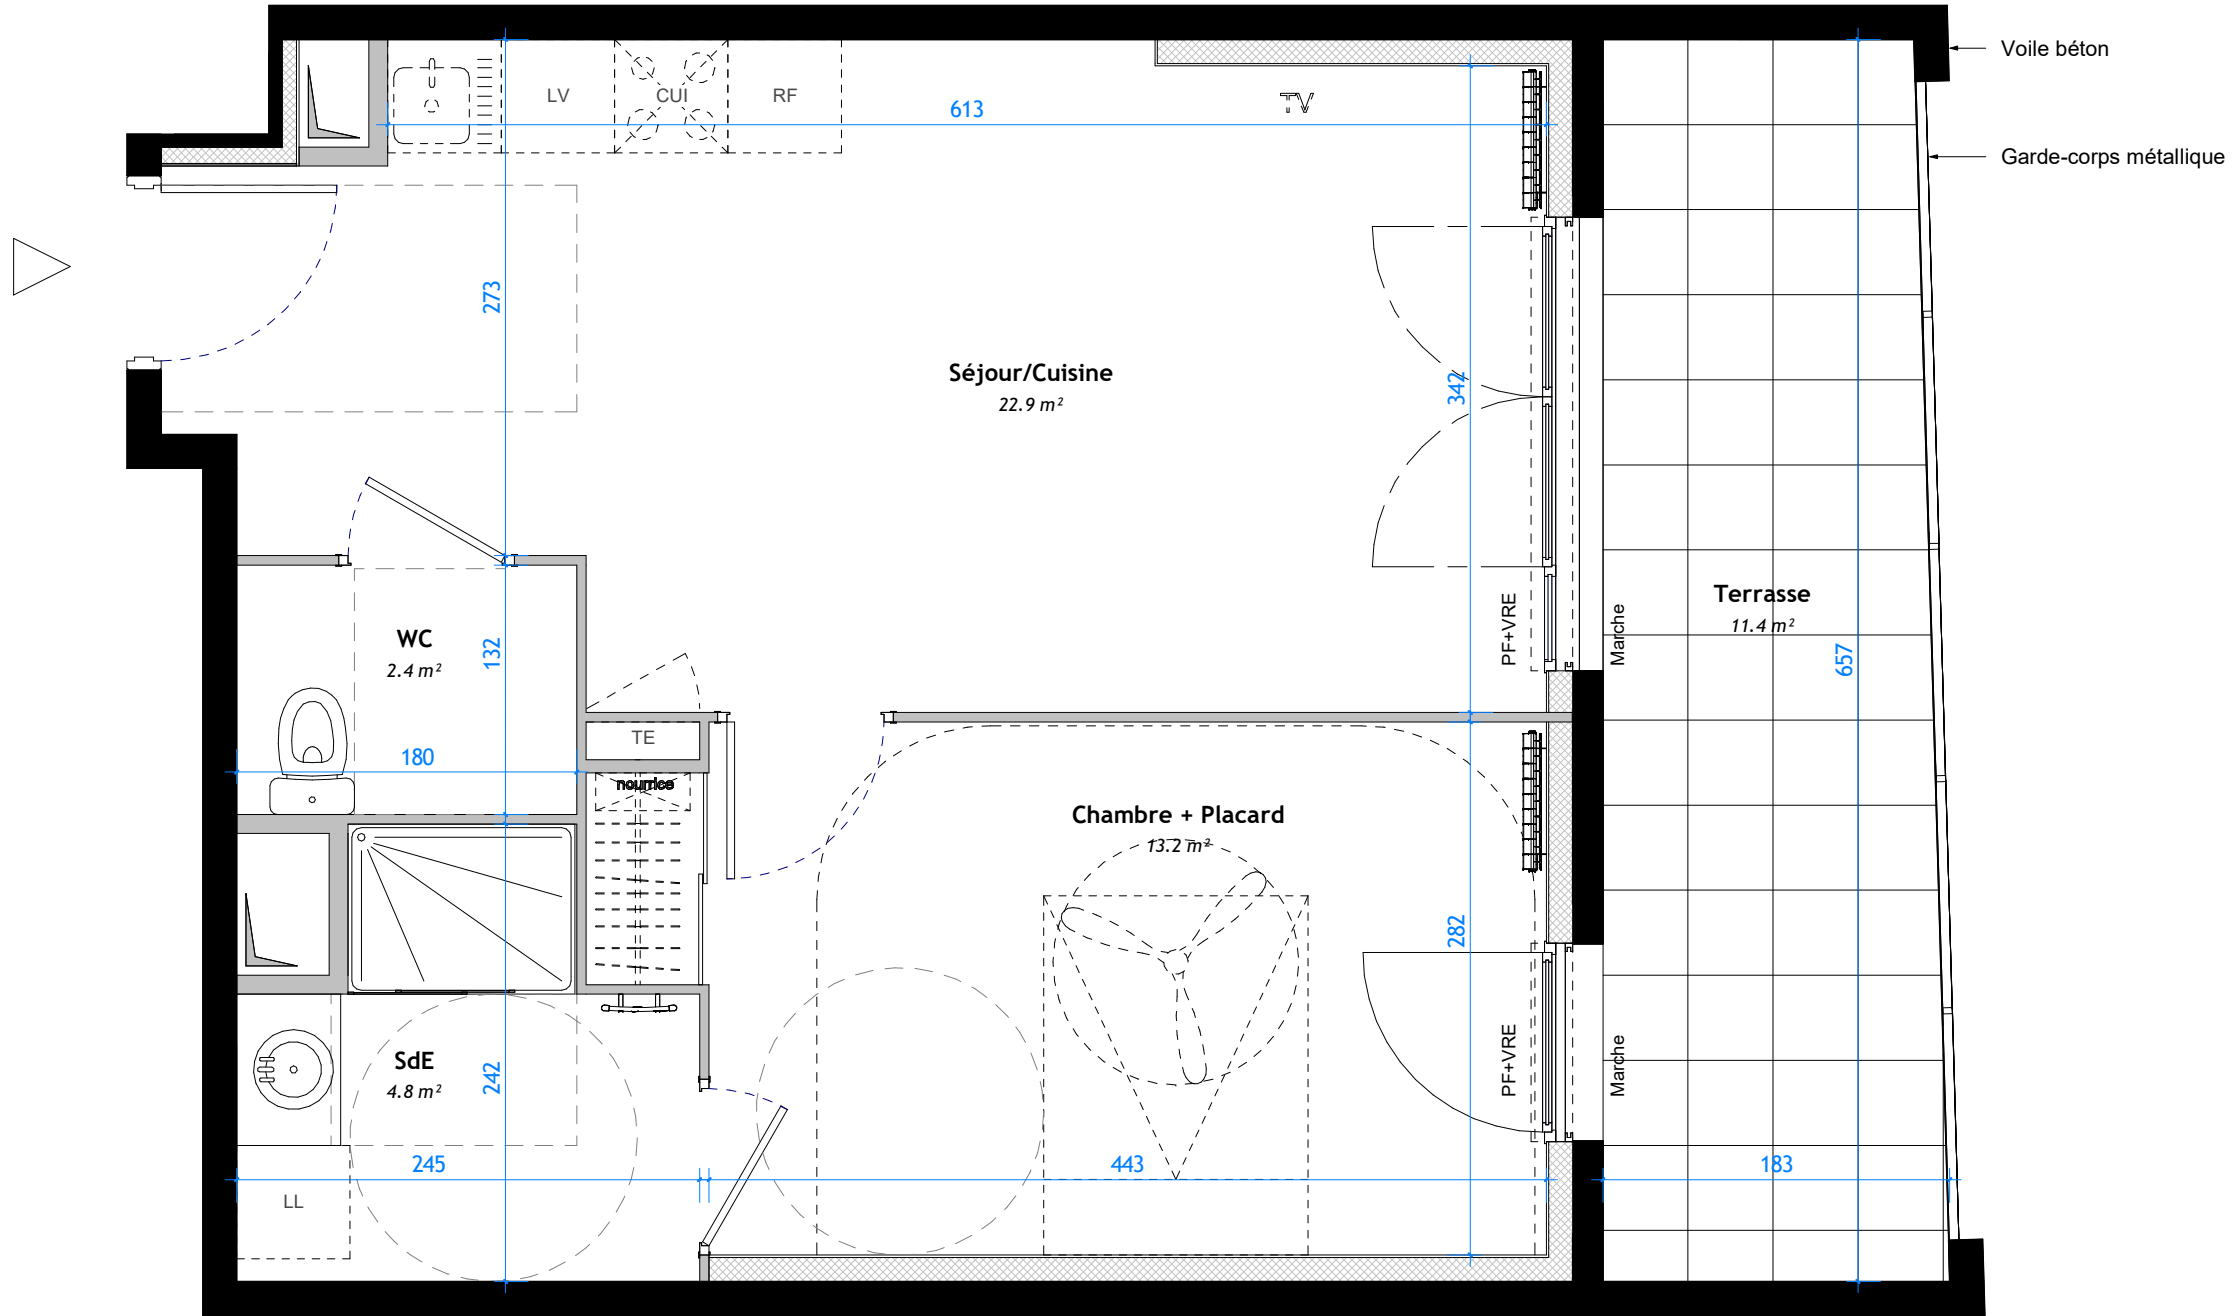 Voile béton
LV
CUI
RF
TV
613
Garde-corps métallique
273
Séjour/Cuisine
22.9 m²
342
PF+VRE
Marche
Terrasse
11.4 m²
657
WC
2.4 m²
132
180
TE
nourrice
Chambre + Placard
13.2 m²
282
PF+VRE
Marche
SdE
4.8 m²
242
245
443
183
LL